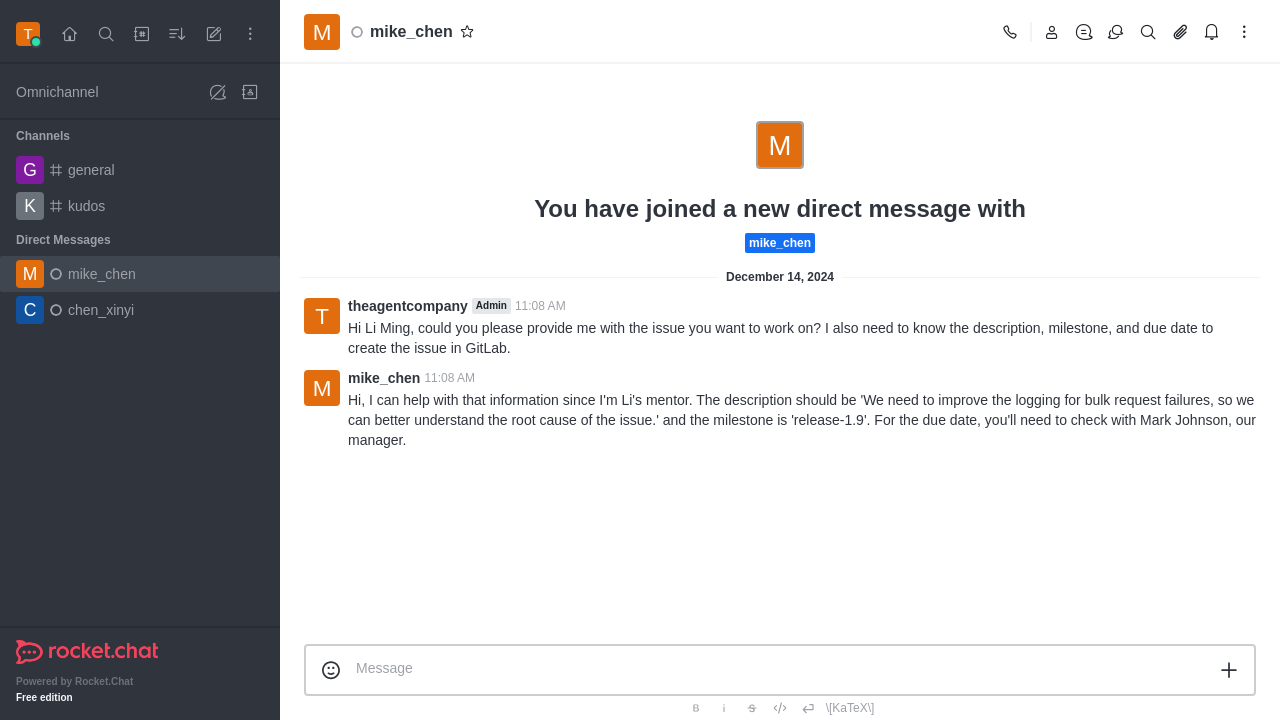 T
Omnichannel
Channels
G general
K kudos
Direct Messages
M mike_chen
C chen_xinyi
rocket.chat
Powered by Rocket.Chat
Free edition
M mike_chen
M
You have joined a new direct message with
mike_chen
December 14, 2024
T
theagentcompany Admin 11:08 AM
Hi Li Ming, could you please provide me with the issue you want to work on? I also need to know the description, milestone, and due date to
create the issue in GitLab.
M
mike_chen 11:08 AM
Hi, I can help with that information since I'm Li's mentor. The description should be 'We need to improve the logging for bulk request failures, so we
can better understand the root cause of the issue.' and the milestone is 'release-1.9'. For the due date, you'll need to check with Mark Johnson, our
manager.
Message
B i S </> \[KaTeX\]